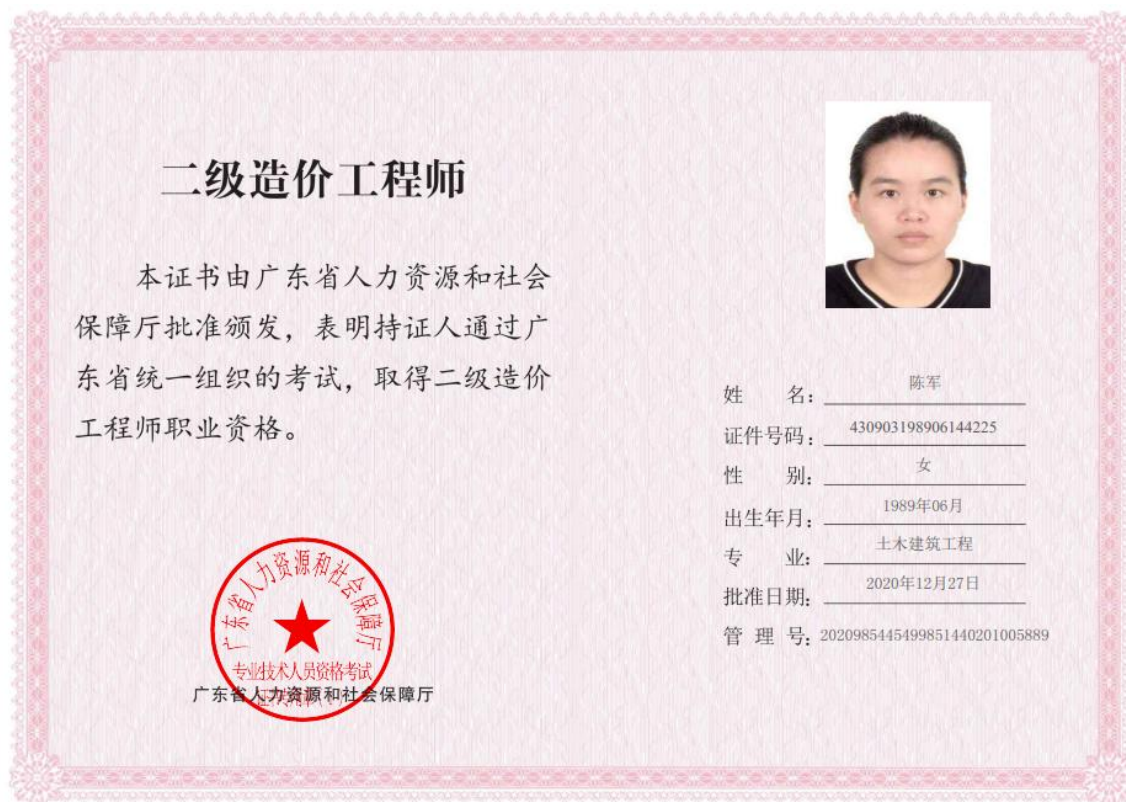 二级造价工程师
本证书由广东省人力资源和社会
保障厅批准颁发，表明持证人通过广
东省统一组织的考试，取得二级造价
工程师职业资格。
姓 名：陈军
证件号码：430903198906144225
性 别：女
出生年月：1989年06月
专 业：土木建筑工程
批准日期：2020年12月27日
管 理 号：20209854454998514402010058​89
广东省人力资源和社会保障厅
专业技术人员资格考试
广东省人力资源和社会保障厅